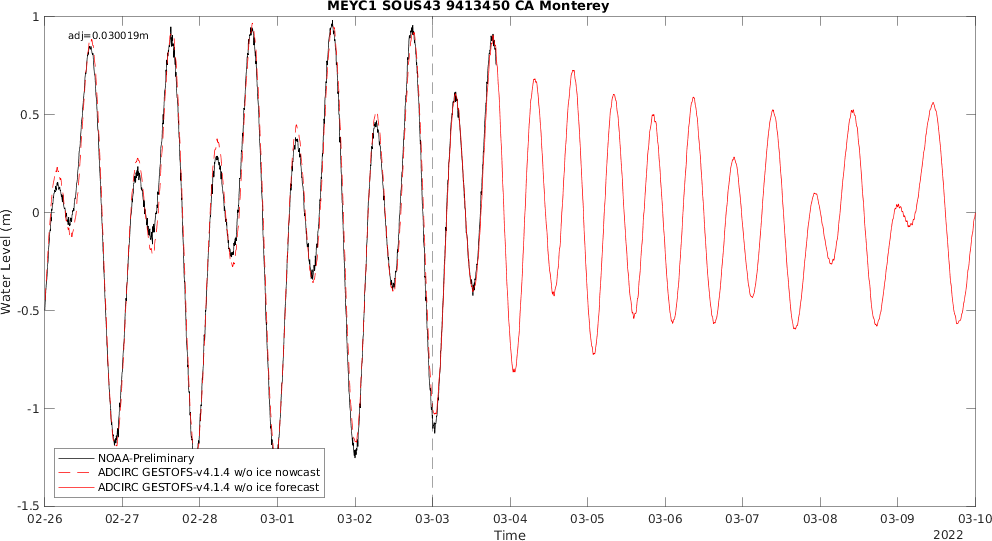 MEYC1 SOUS43 9413450 CA Monterey
adj=0.030019m
1
0.5
0
-0.5
-1
-1.5
Water Level (m)
NOAA-Preliminary
ADCIRC GESTOFS-v4.1.4 w/o ice nowcast
ADCIRC GESTOFS-v4.1.4 w/o ice forecast
02-26 02-27 02-28 03-01 03-02 03-03 03-04 03-05 03-06 03-07 03-08 03-09 03-10
Time
2022